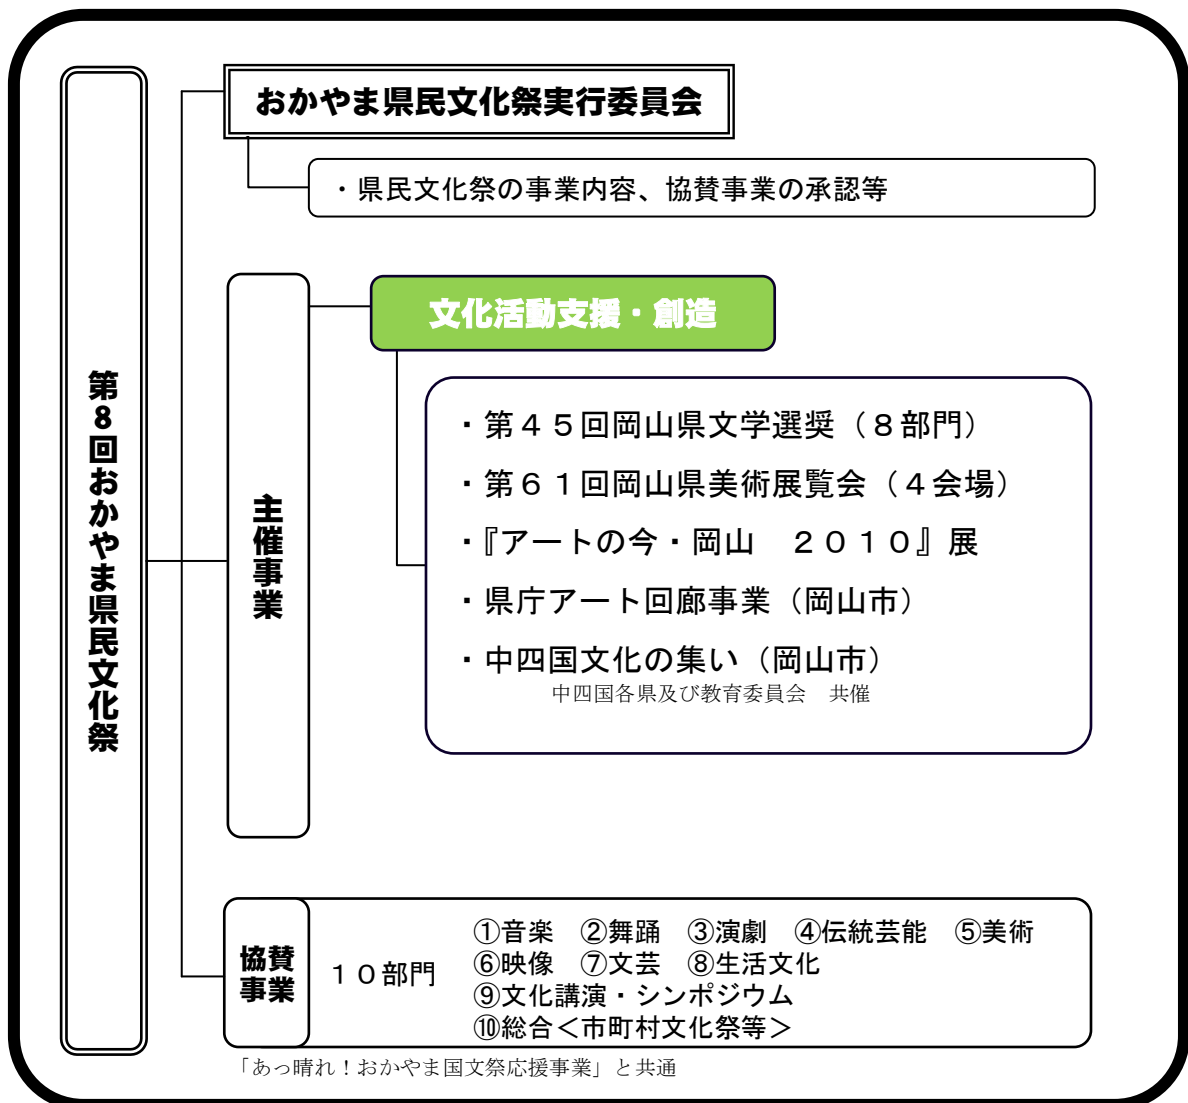 第8回おかやま県民文化祭
おかやま県民文化祭実行委員会
・県民文化祭の事業内容、協賛事業の承認等
主催事業
文化活動支援・創造
・第４５回岡山県文学選奨（８部門）
・第６１回岡山県美術展覧会（４会場）
・『アートの今・岡山　２０１０』展
・県庁アート回廊事業（岡山市）
・中四国文化の集い（岡山市）
中四国各県及び教育委員会　共催
協賛
事業
１０部門
①音楽　②舞踊　③演劇　④伝統芸能　⑤美術
⑥映像　⑦文芸　⑧生活文化
⑨文化講演・シンポジウム
⑩総合＜市町村文化祭等＞
「あっ晴れ！おかやま国文祭応援事業」と共通